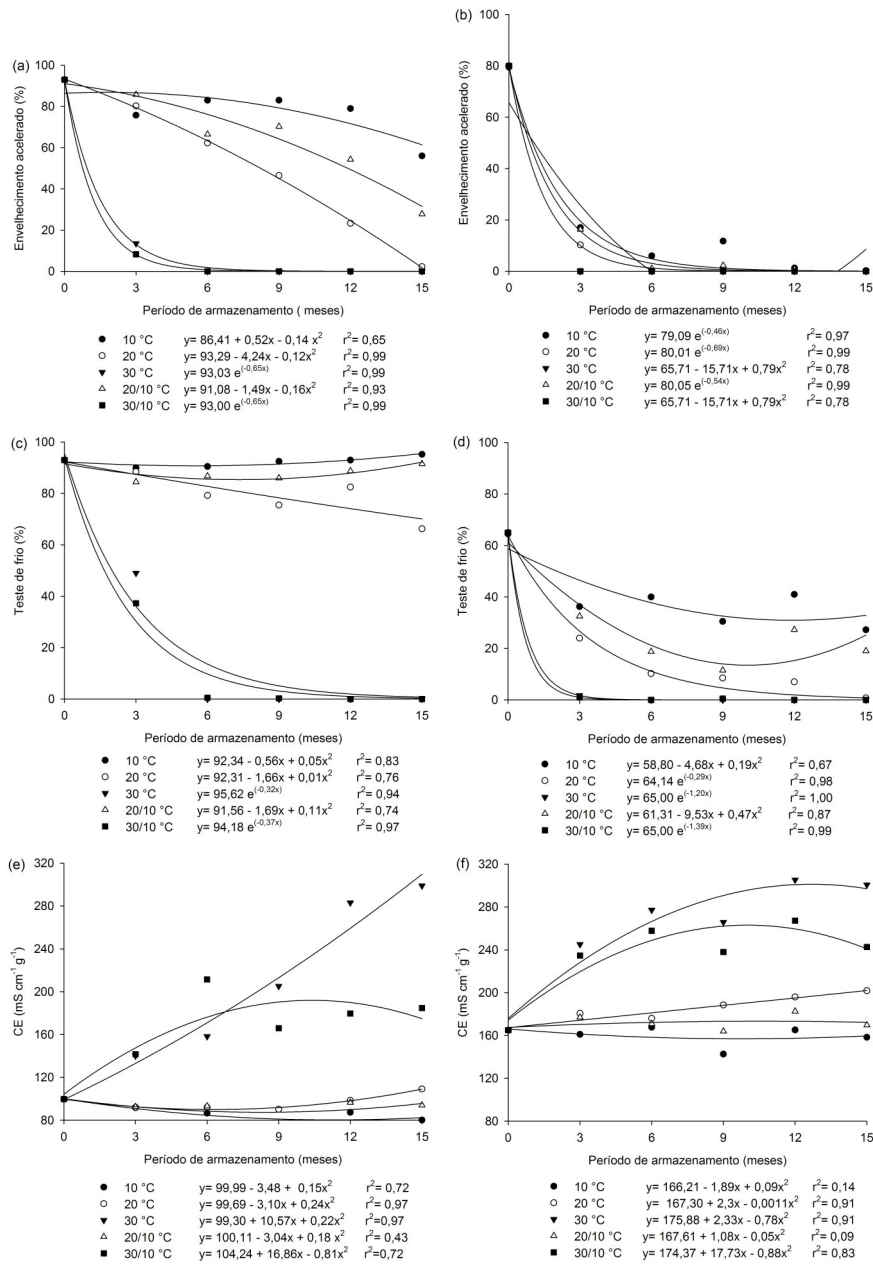 (a)
Envelhecimento acelerado (%)
100
80
60
40
20
0
0 3 6 9 12 15
Período de armazenamento ( meses)
10 °C y= 86,41 + 0,52x - 0,14 x² r²= 0,65
20 °C y= 93,29 - 4,24x - 0,12x² r²= 0,99
30 °C y= 93,03 e(-0,65x) r²= 0,99
20/10 °C y= 91,08 - 1,49x - 0,16x² r²= 0,93
30/10 °C y= 93,00 e(-0,65x) r²= 0,99
(b)
Envelhecimento acelerado (%)
100
80
60
40
20
0
0 3 6 9 12 15
Período de armazenamento (meses)
10 °C y= 79,09 e(-0,46x) r²= 0,97
20 °C y= 80,01 e(-0,69x) r²= 0,99
30 °C y= 65,71 - 15,71x + 0,79x² r²= 0,78
20/10 °C y= 80,05 e(-0,54x) r²= 0,99
30/10 °C y= 65,71 - 15,71x + 0,79x² r²= 0,78
(c)
Teste de frio (%)
100
80
60
40
20
0
0 3 6 9 12 15
Período de armazenamento (meses)
10 °C y= 92,34 - 0,56x + 0,05x² r²= 0,83
20 °C y= 92,31 - 1,66x + 0,01x² r²= 0,76
30 °C y= 95,62 e(-0,32x) r²= 0,94
20/10 °C y= 91,56 - 1,69x + 0,11x² r²= 0,74
30/10 °C y= 94,18 e(-0,37x) r²= 0,97
(d)
Teste de frio (%)
100
80
60
40
20
0
0 3 6 9 12 15
Período de armazenamento (meses)
10 °C y= 58,80 - 4,68x + 0,19x² r²= 0,67
20 °C y= 64,14 e(-0,29x) r²= 0,98
30 °C y= 65,00 e(-1,20x) r²= 1,00
20/10 °C y= 61,31 - 9,53x + 0,47x² r²= 0,87
30/10 °C y= 65,00 e(-1,39x) r²= 0,99
(e)
CE (mS cm⁻¹ g⁻¹)
320
280
240
200
160
120
80
0 3 6 9 12 15
Período de armazenamento (meses)
10 °C y= 99,99 - 3,48 + 0,15x² r²= 0,72
20 °C y= 99,69 - 3,10x + 0,24x² r²= 0,97
30 °C y= 99,30 + 10,57x + 0,22x² r²=0,97
20/10 °C y= 100,11 - 3,04x + 0,18 x² r²= 0,43
30/10 °C y= 104,24 + 16,86x - 0,81x² r²=0,72
(f)
CE (mS cm⁻¹ g⁻¹)
320
280
240
200
160
120
80
0 3 6 9 12 15
Período de armazenamento (meses)
10 °C y= 166,21 - 1,89x + 0,09x² r²= 0,14
20 °C y= 167,30 + 2,3x - 0,0011x² r²= 0,91
30 °C y= 175,88 + 2,33x - 0,78x² r²= 0,91
20/10 °C y= 167,61 + 1,08x - 0,05x² r²= 0,09
30/10 °C y= 174,37 + 17,73x - 0,88x² r²= 0,83